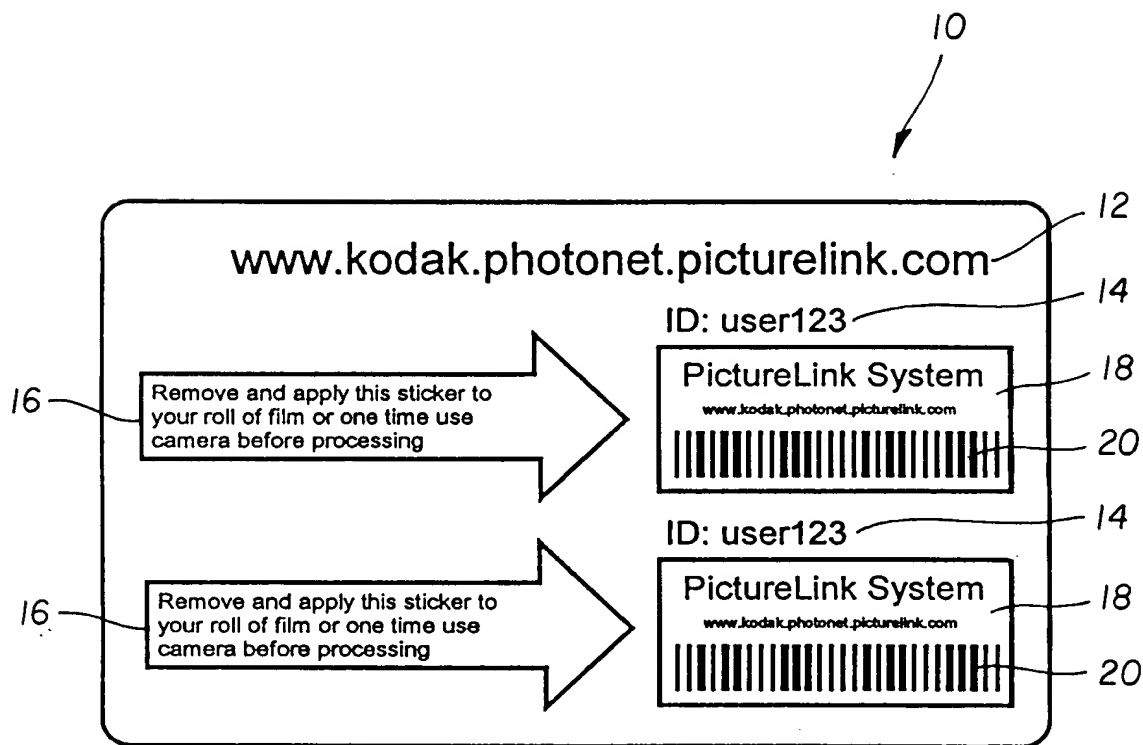 10
www.kodak.photonet.picturelink.com
12
ID: user123
14
Remove and apply this sticker to
your roll of film or one time use
camera before processing
16
PictureLink System
www.kodak.photonet.picturelink.com
18
20
ID: user123
14
Remove and apply this sticker to
your roll of film or one time use
camera before processing
16
PictureLink System
www.kodak.photonet.picturelink.com
18
20